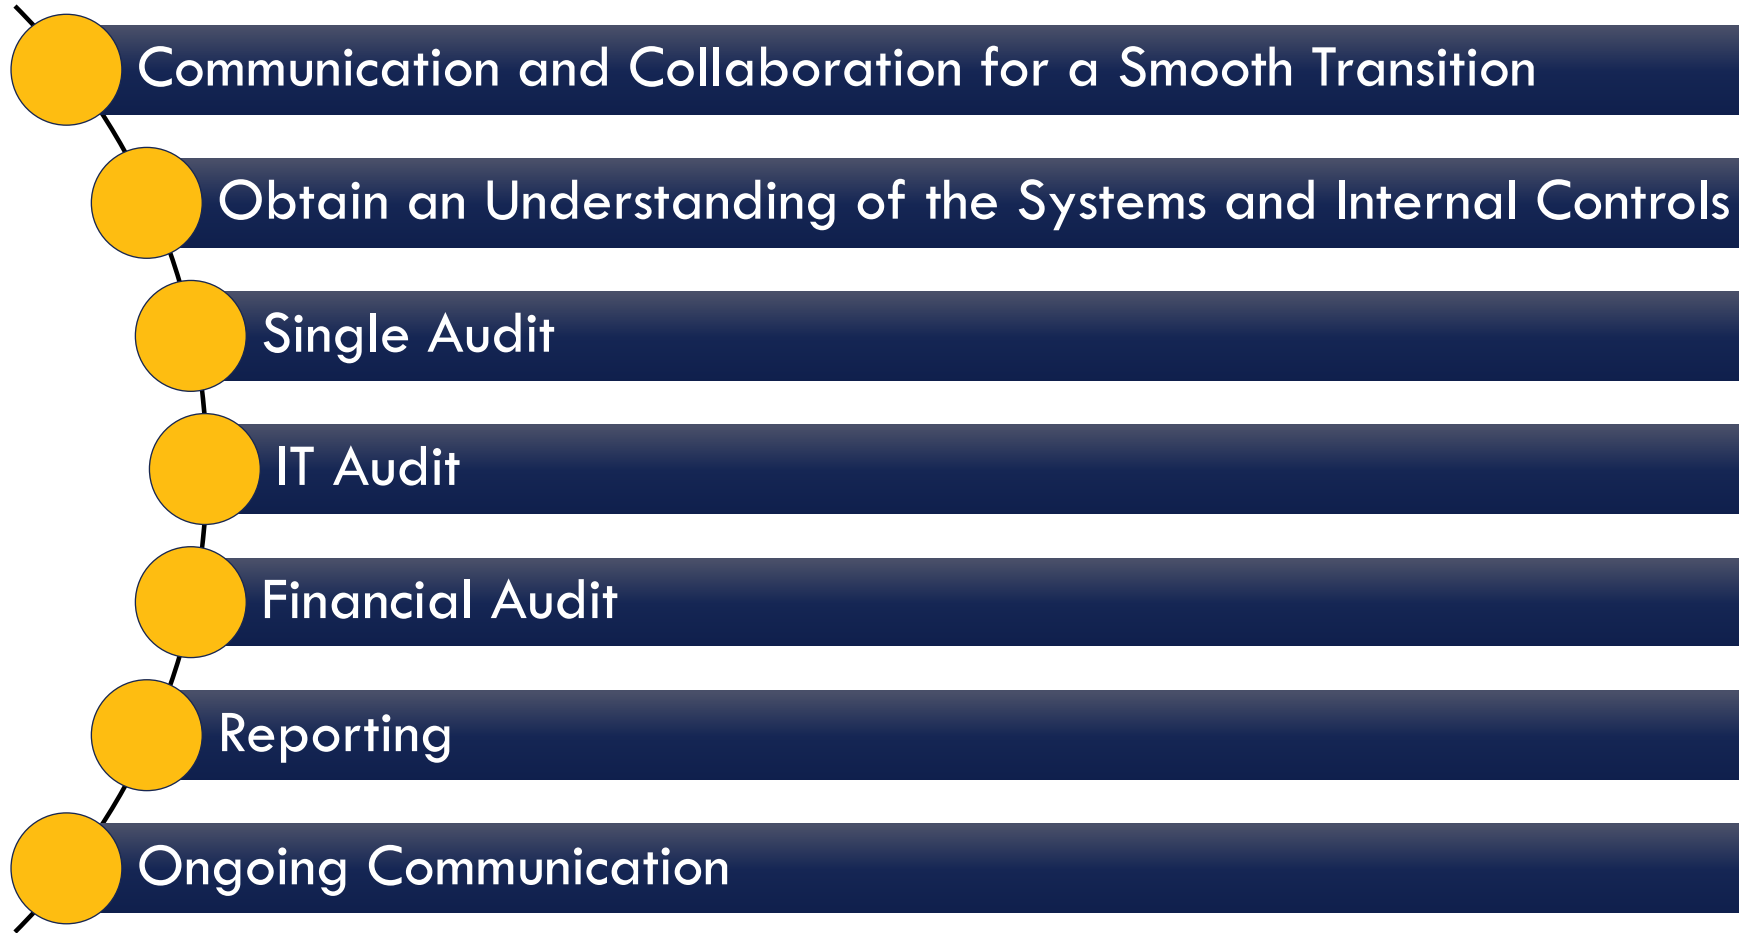 Communication and Collaboration for a Smooth Transition
Obtain an Understanding of the Systems and Internal Controls
Single Audit
IT Audit
Financial Audit
Reporting
Ongoing Communication